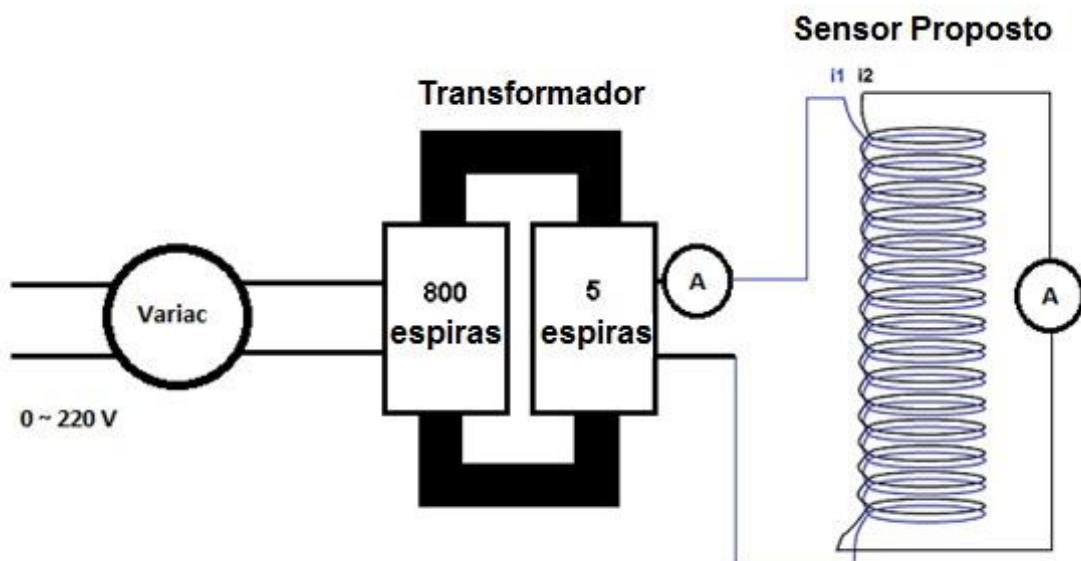 Sensor Proposto
i1 i2
Transformador
A
A
Variac
800
espiras
5
espiras
0 ~ 220 V